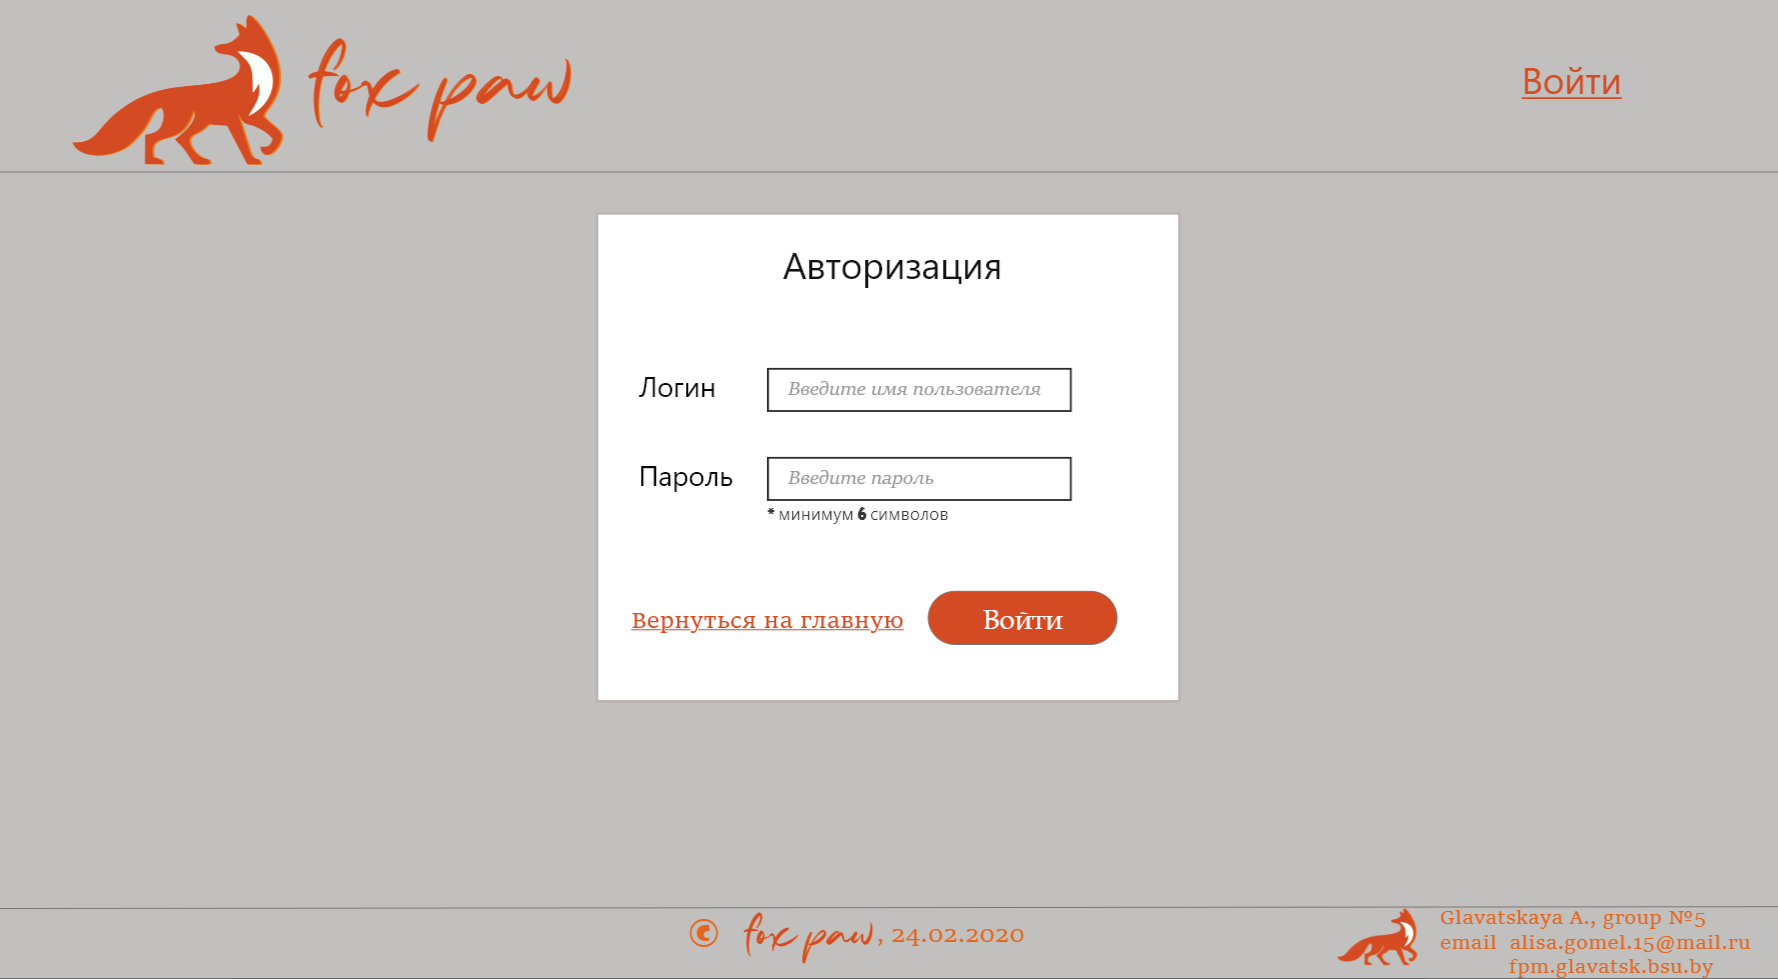 fox paw
Войти
Авторизация
Логин
Введите имя пользователя
Пароль
Введите пароль
* минимум 6 символов
Вернуться на главную
Войти
© fox paw, 24.02.2020
Glavatskaya A., group №5
email alisa.gomel.15@mail.ru
fpm.glavatsk.bsu.by